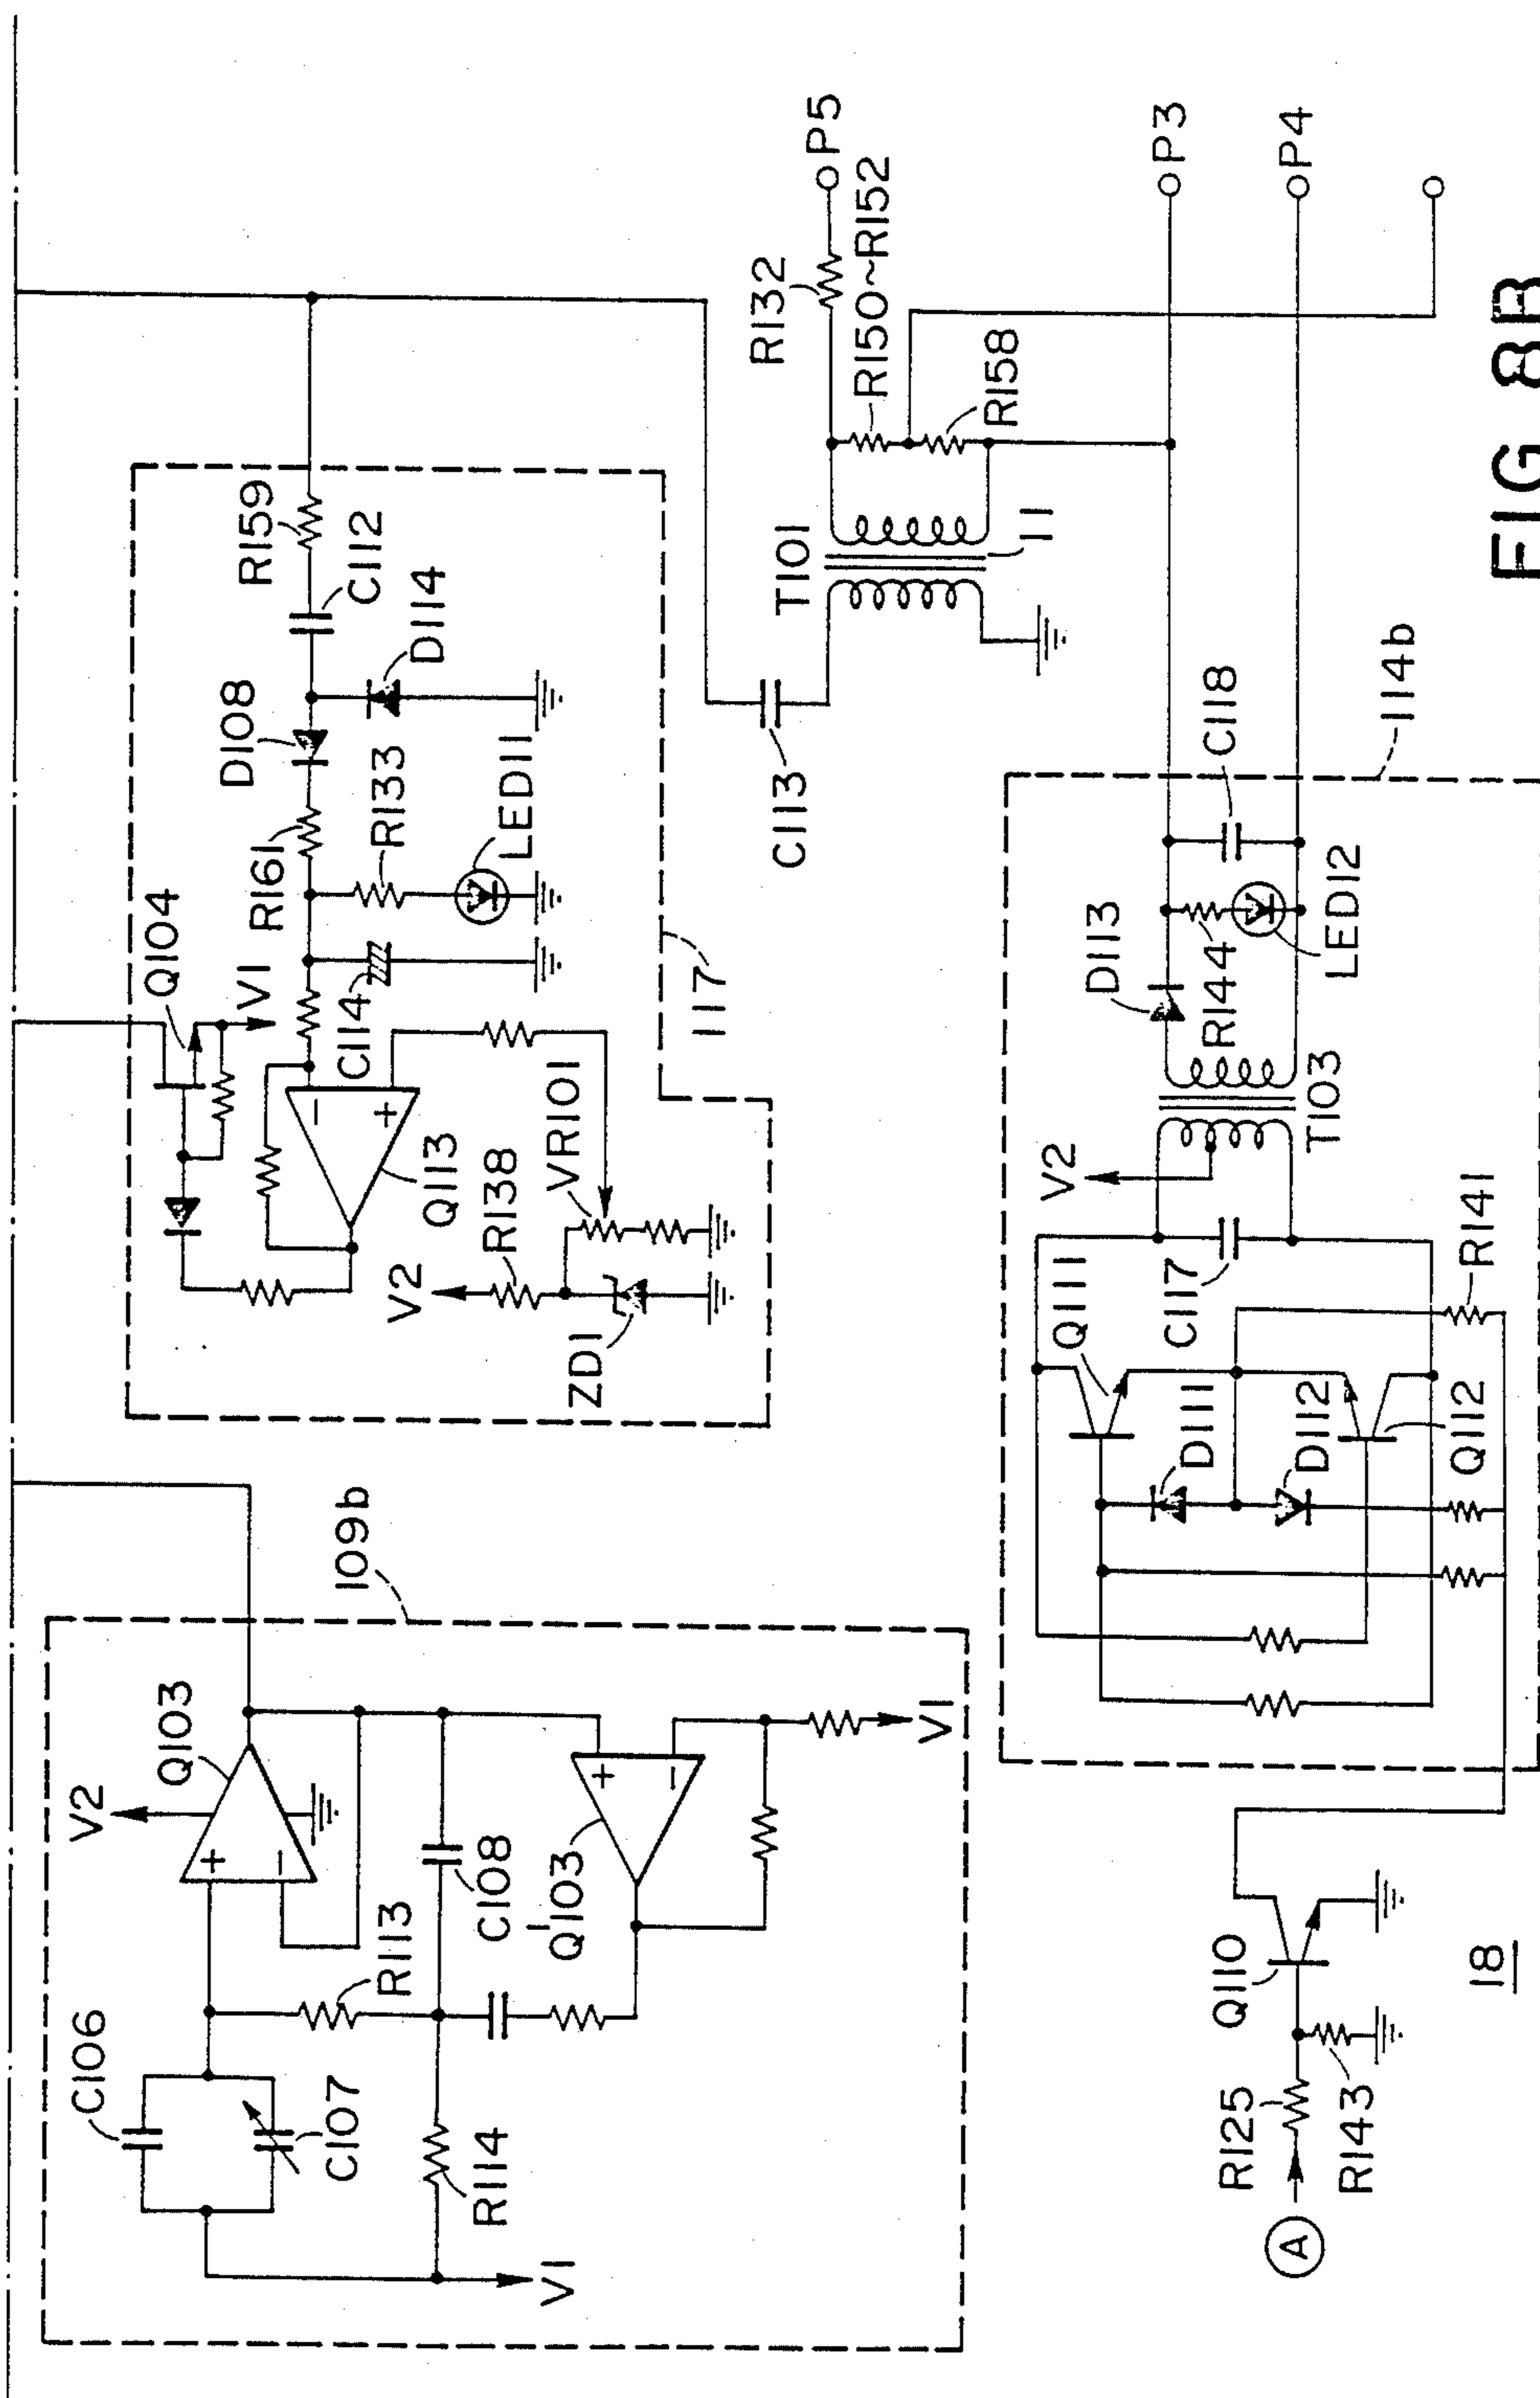 V2
Q103
C106
C107
+
−
R113
R114
C108
Q'103
+
−
V1
V1
109b
Q104
V1
R161
D108
R159
C112
D114
R133
LED11
C114
−
+
Q113
V2
R138
VR101
ZD1
117
C113
T101
11
R132
P5
R150~R152
R158
P3
P4
A
R125
R143
Q110
18
Q111
D111
D112
Q112
R141
C117
V2
T103
D113
R144
LED12
C118
114b
FIG 8B